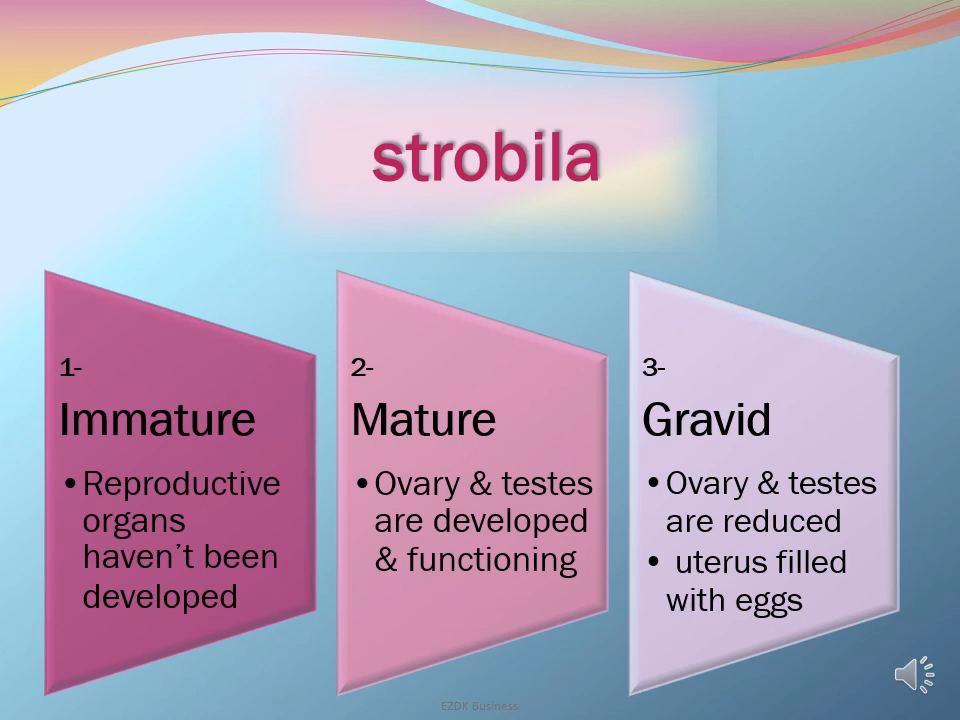 strobila
1-
Immature
•Reproductive
organs
haven’t been
developed
2-
Mature
•Ovary & testes
are developed
& functioning
3-
Gravid
•Ovary & testes
are reduced
• uterus filled
with eggs
EZDK Business